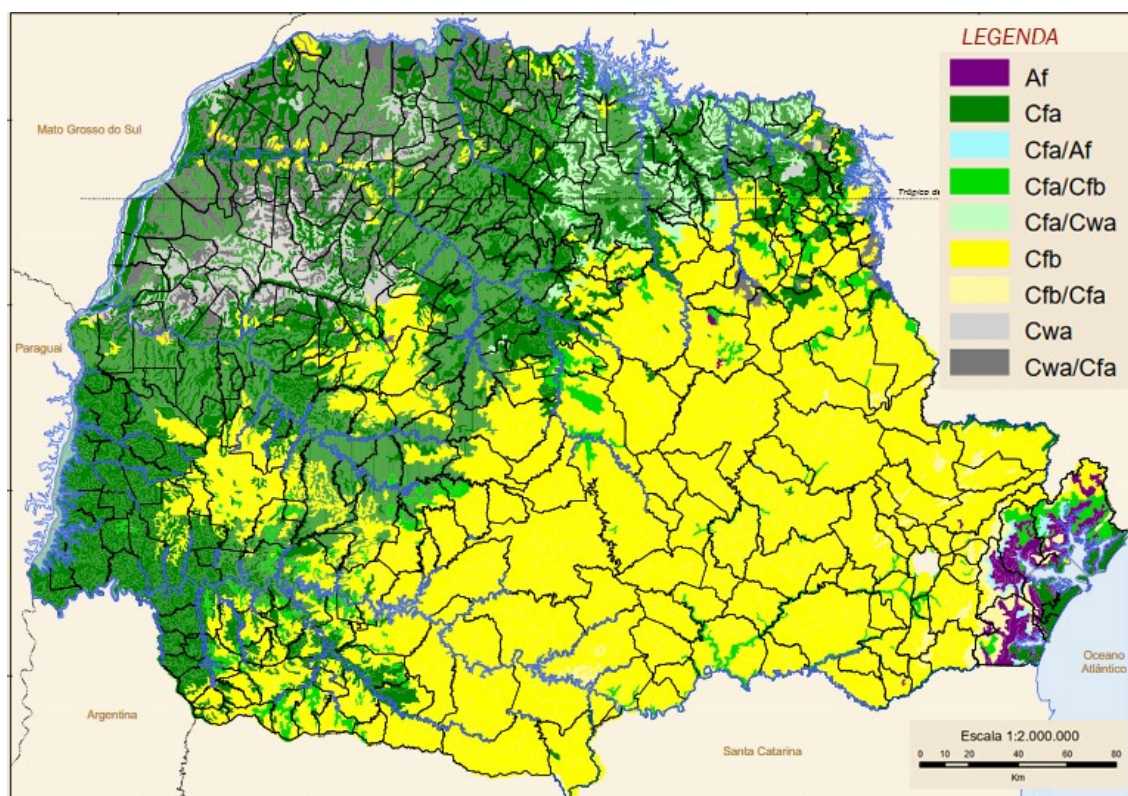 LEGENDA
Af
Cfa
Cfa/Af
Cfa/Cfb
Cfa/Cwa
Cfb
Cfb/Cfa
Cwa
Cwa/Cfa
Mato Grosso do Sul
Trópico de
Paraguai
Oceano
Atlântico
Argentina
Santa Catarina
Escala 1:2.000.000
0 10 20 40 60 80
Km